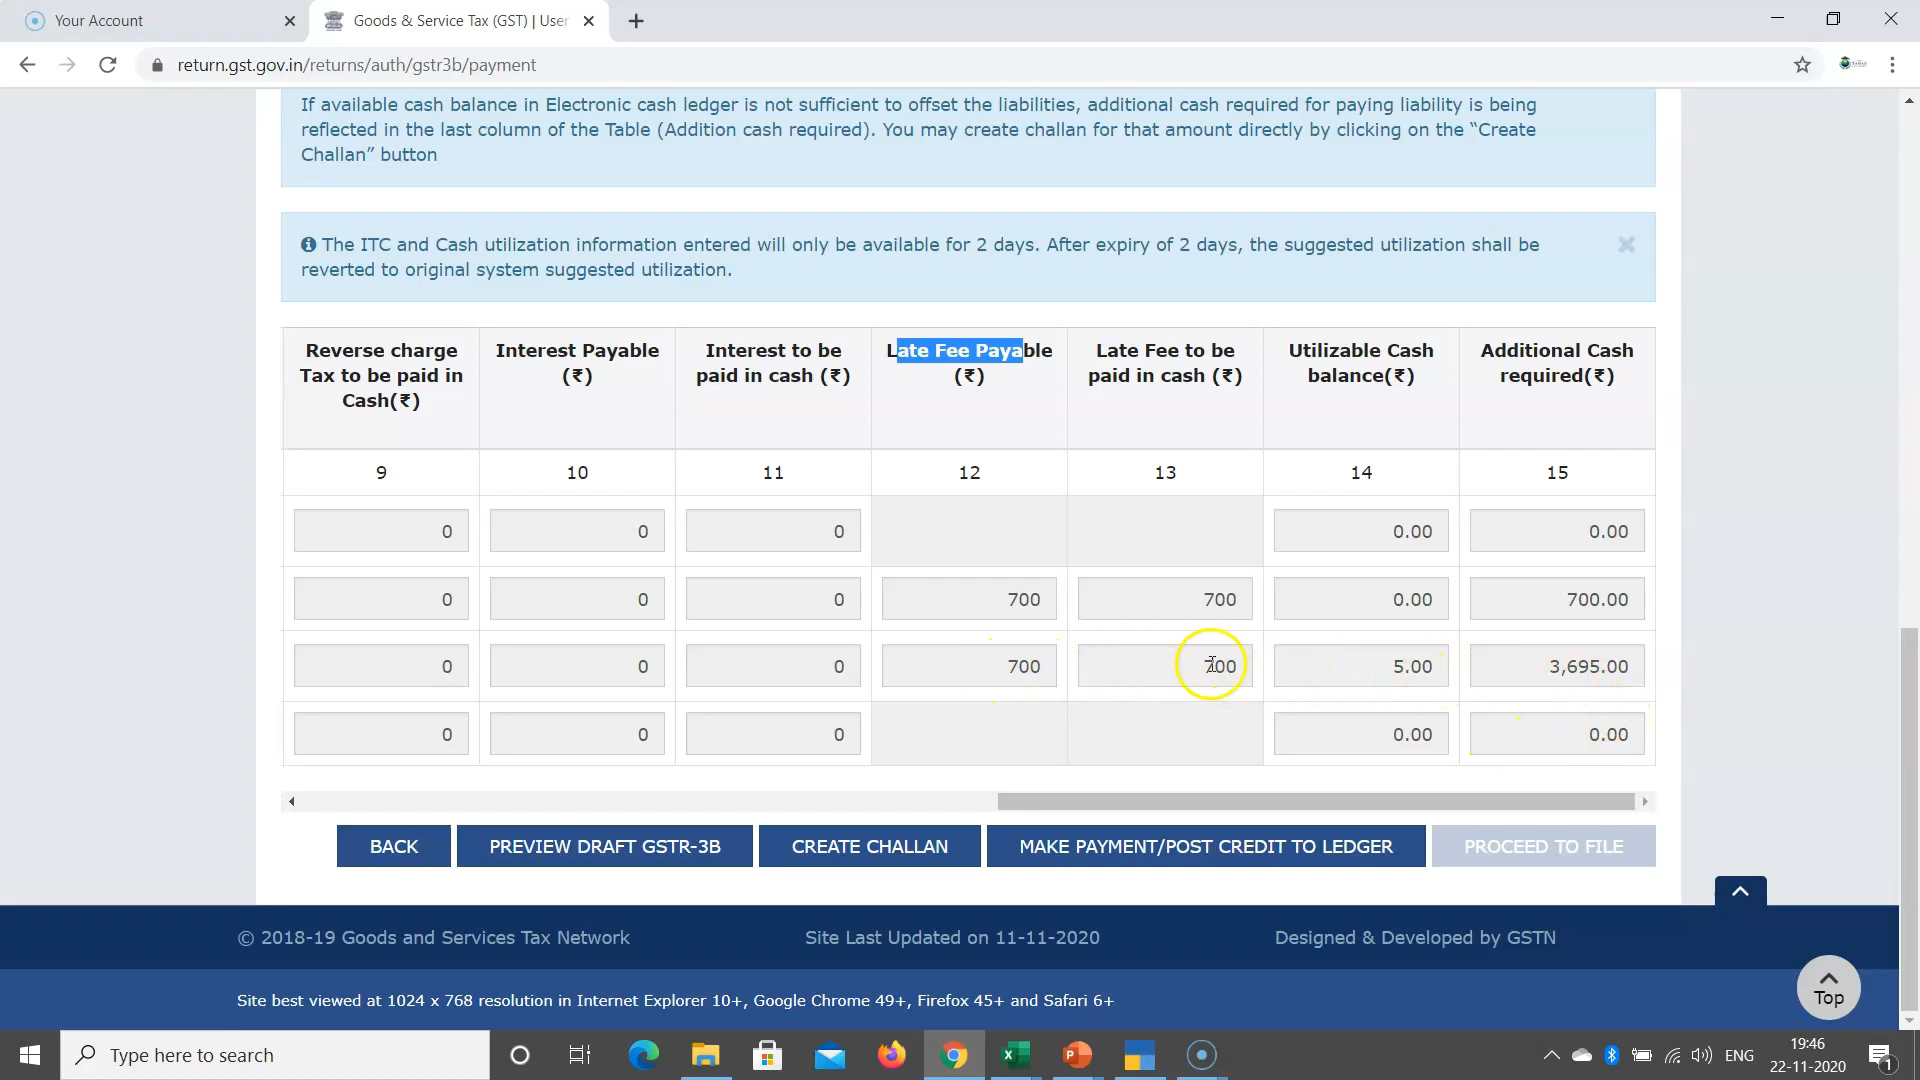 Your Account
Goods & Service Tax (GST) | User
return.gst.gov.in/returns/auth/gstr3b/payment
If available cash balance in Electronic cash ledger is not sufficient to offset the liabilities, additional cash required for paying liability is being
reflected in the last column of the Table (Addition cash required). You may create challan for that amount directly by clicking on the “Create
Challan” button
The ITC and Cash utilization information entered will only be available for 2 days. After expiry of 2 days, the suggested utilization shall be
reverted to original system suggested utilization.
Reverse charge Tax to be paid in Cash(₹) Interest Payable (₹) Interest to be paid in cash (₹) Late Fee Payable (₹) Late Fee to be paid in cash (₹) Utilizable Cash balance(₹) Additional Cash required(₹)
9 10 11 12 13 14 15
0 0 0 0.00 0.00
0 0 0 700 700 0.00 700.00
0 0 0 700 700 5.00 3,695.00
0 0 0 0.00 0.00
BACK PREVIEW DRAFT GSTR-3B CREATE CHALLAN MAKE PAYMENT/POST CREDIT TO LEDGER PROCEED TO FILE
© 2018-19 Goods and Services Tax Network Site Last Updated on 11-11-2020 Designed & Developed by GSTN
Top
Site best viewed at 1024 x 768 resolution in Internet Explorer 10+, Google Chrome 49+, Firefox 45+ and Safari 6+
Type here to search
ENG
19:46
22-11-2020
1